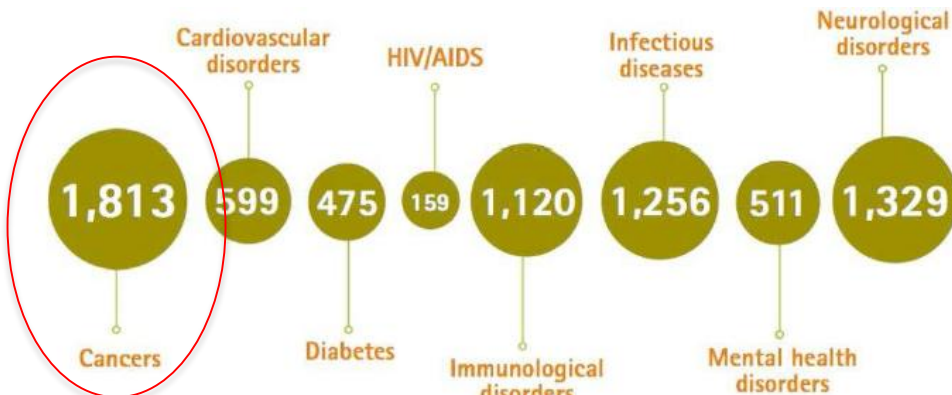 Cardiovascular
disorders
HIV/AIDS
Infectious
diseases
Neurological
disorders
1,813
599
475
159
1,120
1,256
511
1,329
Cancers
Diabetes
Immunological
disorders
Mental health
disorders